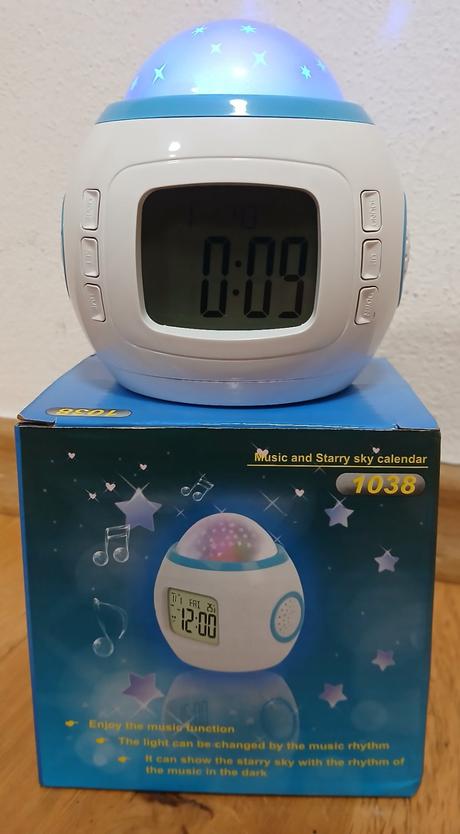 0:09
UP
1038
Music and Starry sky calendar
1038
FRI
12:00
Enjoy the music function
The light can be changed by the music rhythm
It can show the starry sky with the rhythm of
the music in the dark